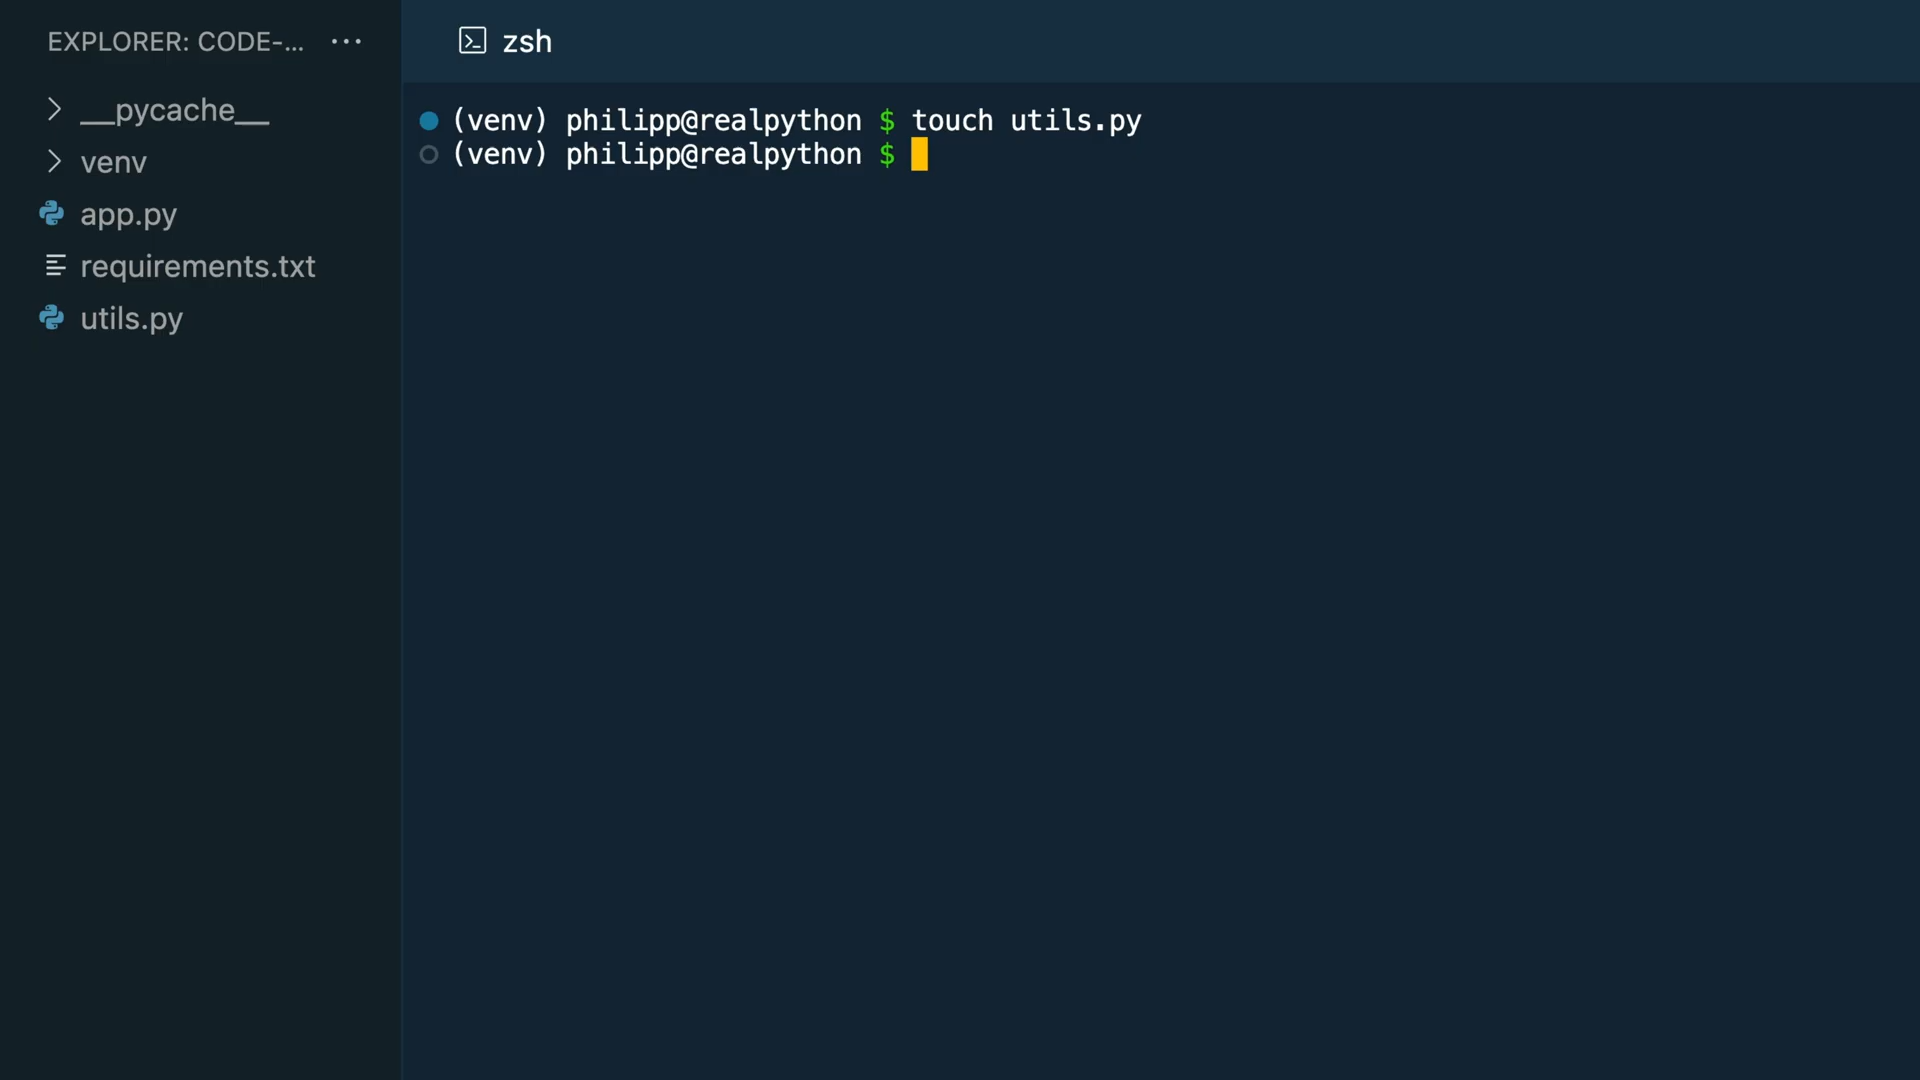 EXPLORER: CODE-... ...
__pycache__
venv
app.py
requirements.txt
utils.py
zsh
(venv) philipp@realpython $ touch utils.py
(venv) philipp@realpython $